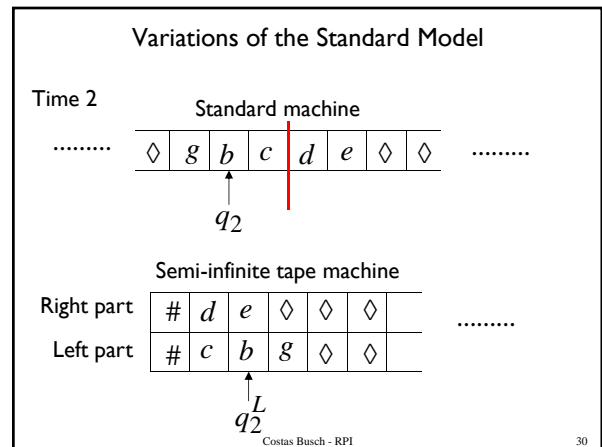 Variations of the Standard Model
Time 2
Standard machine
......... ◊ g b c d e ◊ ◊ .........
q₂
Semi-infinite tape machine
Right part # d e ◊ ◊ ◊
.........
Left part # c b g ◊ ◊
q₂ᴸ
Costas Busch - RPI 30